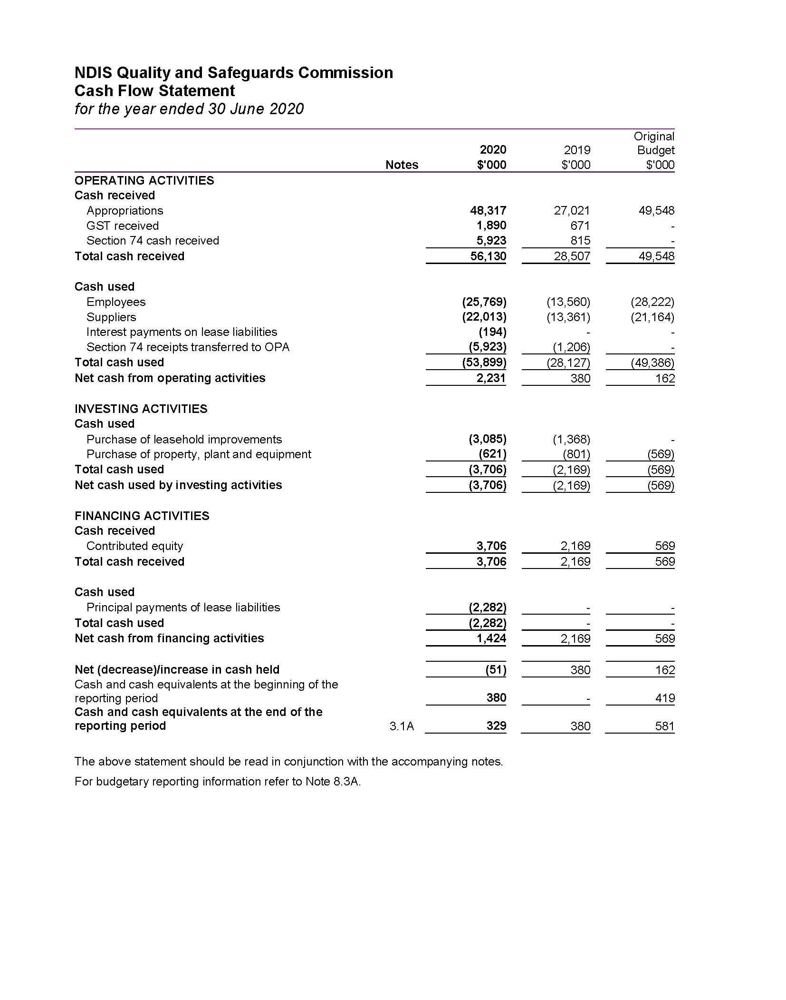 NDIS Quality and Safeguards Commission
Cash Flow Statement
for the year ended 30 June 2020
Original
2020 2019 Budget
Notes $'000 $'000 $'000
OPERATING ACTIVITIES
Cash received
Appropriations 48,317 27,021 49,548
GST received 1,890 671 -
Section 74 cash received 5,923 815 -
Total cash received 56,130 28,507 49,548
Cash used
Employees (25,769) (13,560) (28,222)
Suppliers (22,013) (13,361) (21,164)
Interest payments on lease liabilities (194) - -
Section 74 receipts transferred to OPA (5,923) (1,206) -
Total cash used (53,899) (28,127) (49,386)
Net cash from operating activities 2,231 380 162
INVESTING ACTIVITIES
Cash used
Purchase of leasehold improvements (3,085) (1,368) -
Purchase of property, plant and equipment (621) (801) (569)
Total cash used (3,706) (2,169) (569)
Net cash used by investing activities (3,706) (2,169) (569)
FINANCING ACTIVITIES
Cash received
Contributed equity 3,706 2,169 569
Total cash received 3,706 2,169 569
Cash used
Principal payments of lease liabilities (2,282) - -
Total cash used (2,282) - -
Net cash from financing activities 1,424 2,169 569
Net (decrease)/increase in cash held (51) 380 162
Cash and cash equivalents at the beginning of the
reporting period 380 - 419
Cash and cash equivalents at the end of the
reporting period 3.1A 329 380 581
The above statement should be read in conjunction with the accompanying notes.
For budgetary reporting information refer to Note 8.3A.